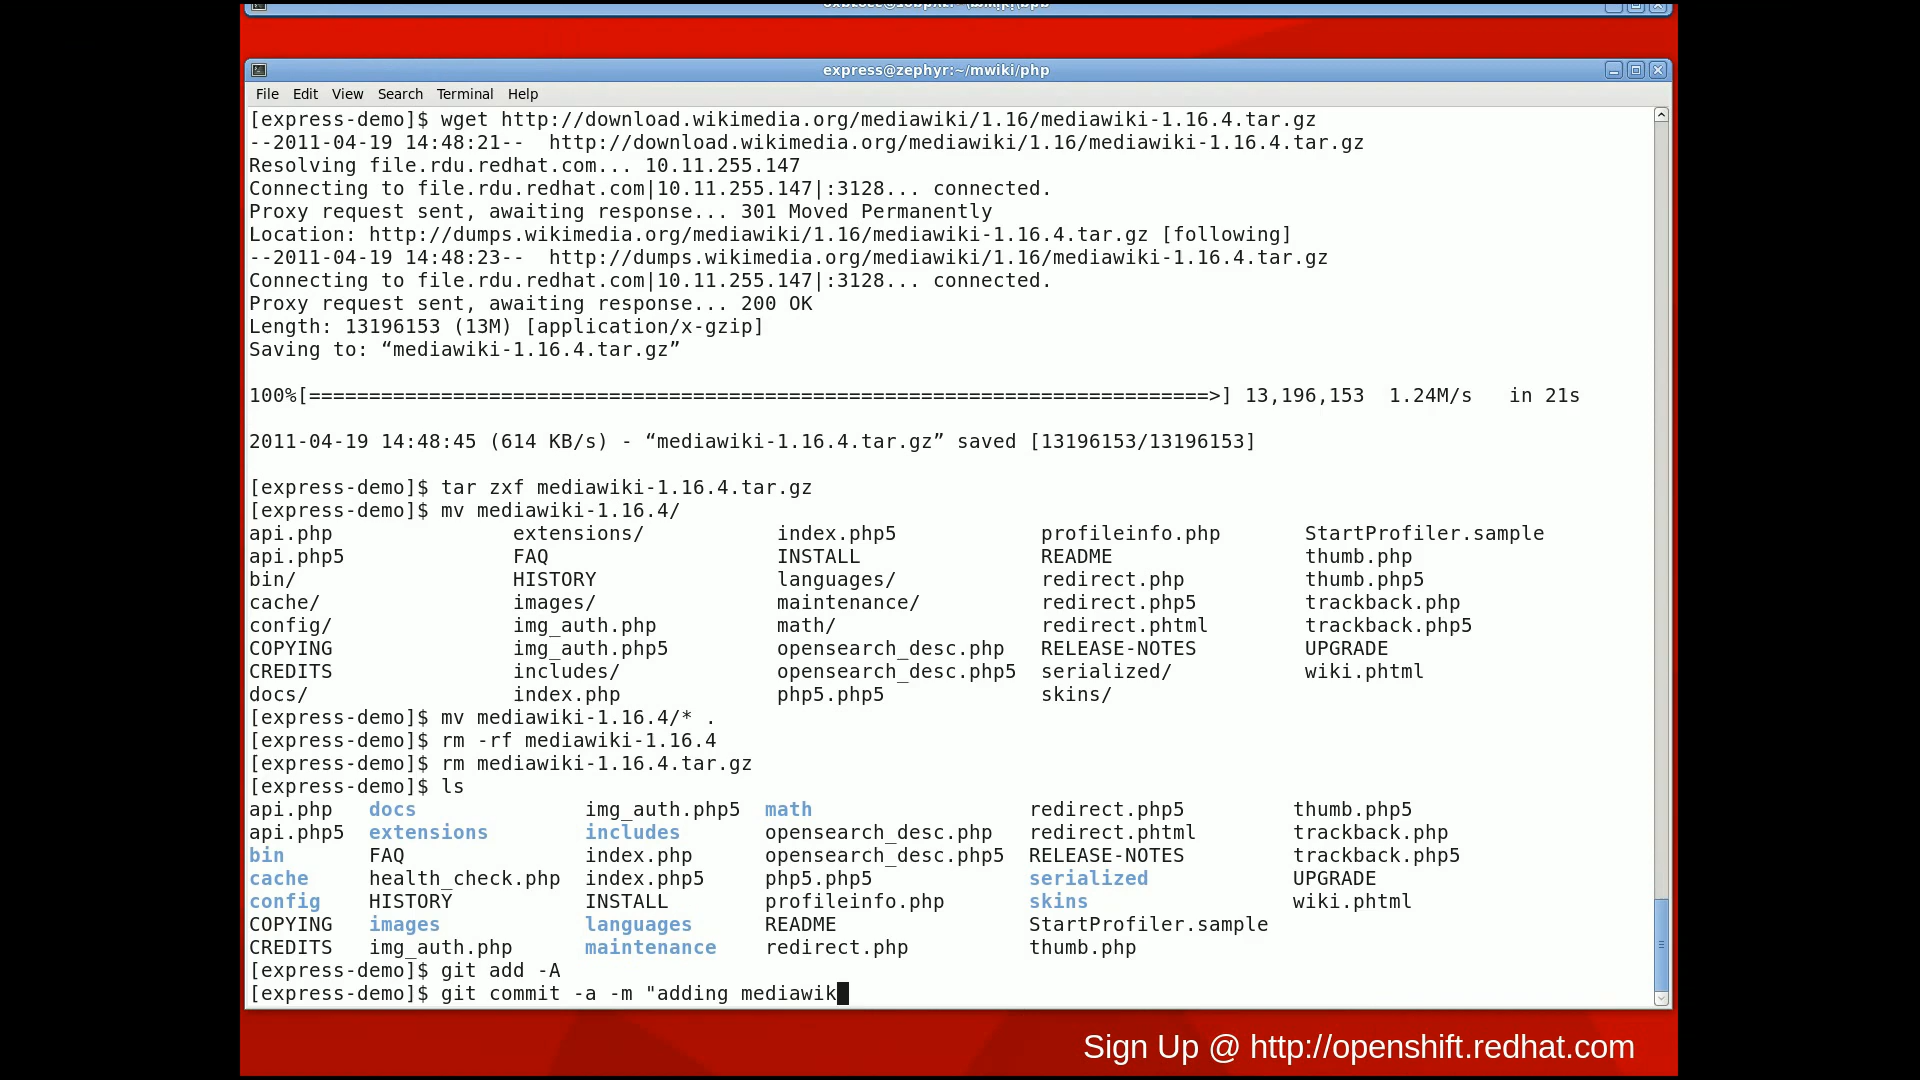 express@zephyr:~/mwiki/php
File Edit View Search Terminal Help
[express-demo]$ wget http://download.wikimedia.org/mediawiki/1.16/mediawiki-1.16.4.tar.gz
--2011-04-19 14:48:21--  http://download.wikimedia.org/mediawiki/1.16/mediawiki-1.16.4.tar.gz
Resolving file.rdu.redhat.com... 10.11.255.147
Connecting to file.rdu.redhat.com|10.11.255.147|:3128... connected.
Proxy request sent, awaiting response... 301 Moved Permanently
Location: http://dumps.wikimedia.org/mediawiki/1.16/mediawiki-1.16.4.tar.gz [following]
--2011-04-19 14:48:23--  http://dumps.wikimedia.org/mediawiki/1.16/mediawiki-1.16.4.tar.gz
Connecting to file.rdu.redhat.com|10.11.255.147|:3128... connected.
Proxy request sent, awaiting response... 200 OK
Length: 13196153 (13M) [application/x-gzip]
Saving to: “mediawiki-1.16.4.tar.gz”
100%[===========================================================================>] 13,196,153  1.24M/s   in 21s
2011-04-19 14:48:45 (614 KB/s) - “mediawiki-1.16.4.tar.gz” saved [13196153/13196153]
[express-demo]$ tar zxf mediawiki-1.16.4.tar.gz
[express-demo]$ mv mediawiki-1.16.4/
api.php extensions/ index.php5 profileinfo.php StartProfiler.sample
api.php5 FAQ INSTALL README thumb.php
bin/ HISTORY languages/ redirect.php thumb.php5
cache/ images/ maintenance/ redirect.php5 trackback.php
config/ img_auth.php math/ redirect.phtml trackback.php5
COPYING img_auth.php5 opensearch_desc.php RELEASE-NOTES UPGRADE
CREDITS includes/ opensearch_desc.php5 serialized/ wiki.phtml
docs/ index.php php5.php5 skins/
[express-demo]$ mv mediawiki-1.16.4/* .
[express-demo]$ rm -rf mediawiki-1.16.4
[express-demo]$ rm mediawiki-1.16.4.tar.gz
[express-demo]$ ls
api.php docs img_auth.php5 math redirect.php5 thumb.php5
api.php5 extensions includes opensearch_desc.php redirect.phtml trackback.php
bin FAQ index.php opensearch_desc.php5 RELEASE-NOTES trackback.php5
cache health_check.php index.php5 php5.php5 serialized UPGRADE
config HISTORY INSTALL profileinfo.php skins wiki.phtml
COPYING images languages README StartProfiler.sample
CREDITS img_auth.php maintenance redirect.php thumb.php
[express-demo]$ git add -A
[express-demo]$ git commit -a -m "adding mediawik
Sign Up @ http://openshift.redhat.com